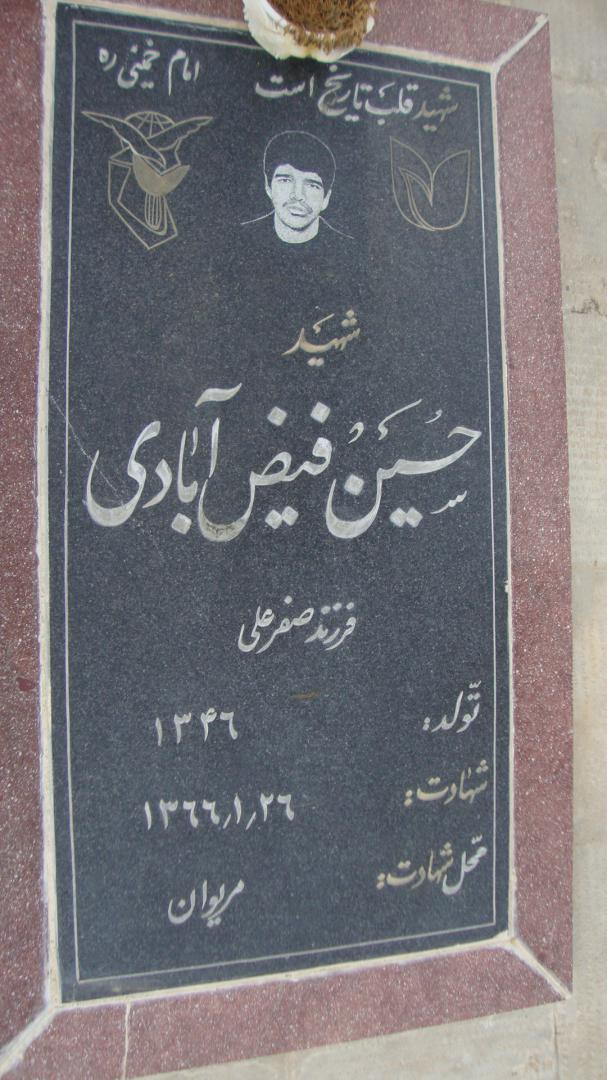 شهید قلب تاریخ است امام خمینی ره
شهید
حسین فیض آبادی
فرزند صفرعلی
تولد: ۱۳۴۶
شهادت: ۱۳۶۶٫۱٫۲۶
محل شهادت: مریوان